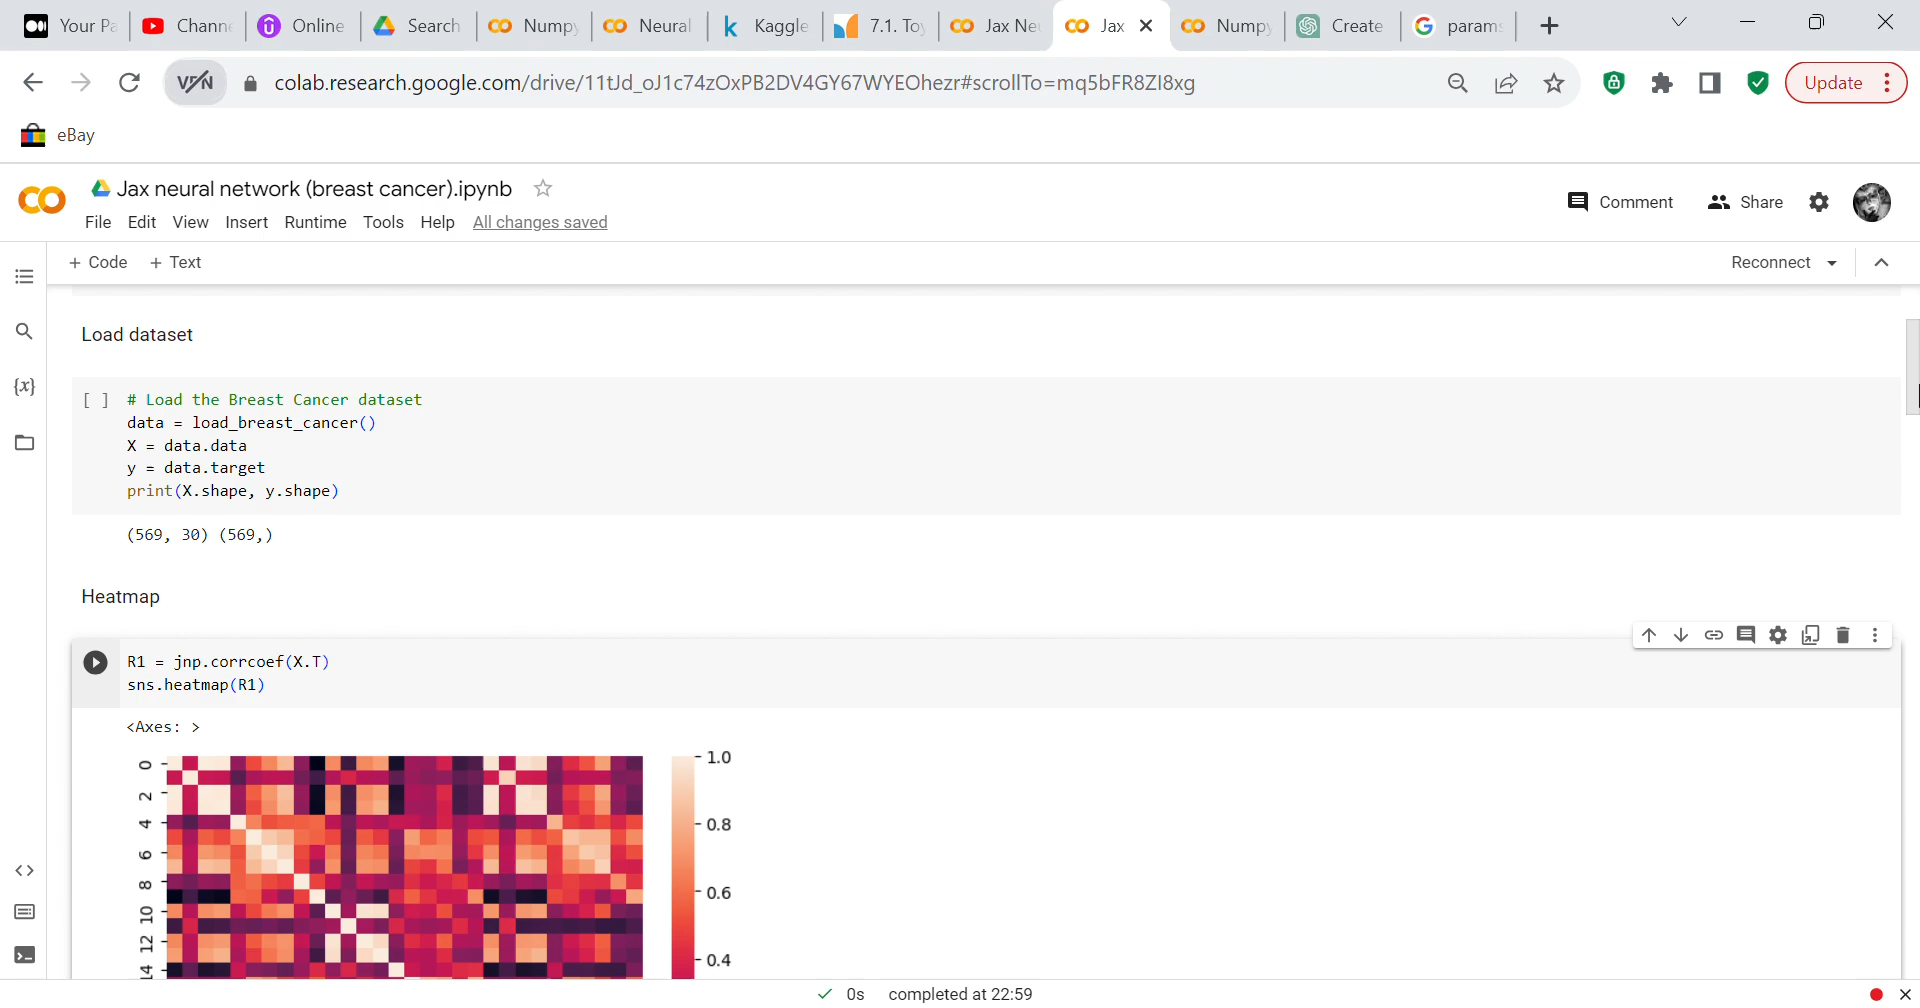 Your Pa
Channe
Online
Search
Numpy
Neural
Kaggle
7.1. Toy
Jax Neu
Jax
Numpy
Create
params
VPN
colab.research.google.com/drive/11tJd_oJ1c74zOxPB2DV4GY67WYEOhezr#scrollTo=mq5bFR8ZI8xg
Update
eBay
Jax neural network (breast cancer).ipynb
Comment
Share
File Edit View Insert Runtime Tools Help All changes saved
+ Code + Text
Reconnect
Load dataset
{x}
[ ] # Load the Breast Cancer dataset
data = load_breast_cancer()
X = data.data
y = data.target
print(X.shape, y.shape)
(569, 30) (569,)
Heatmap
R1 = jnp.corrcoef(X.T)
sns.heatmap(R1)
<Axes: >
0
2
4
6
8
10
12
14
1.0
0.8
0.6
0.4
0s completed at 22:59